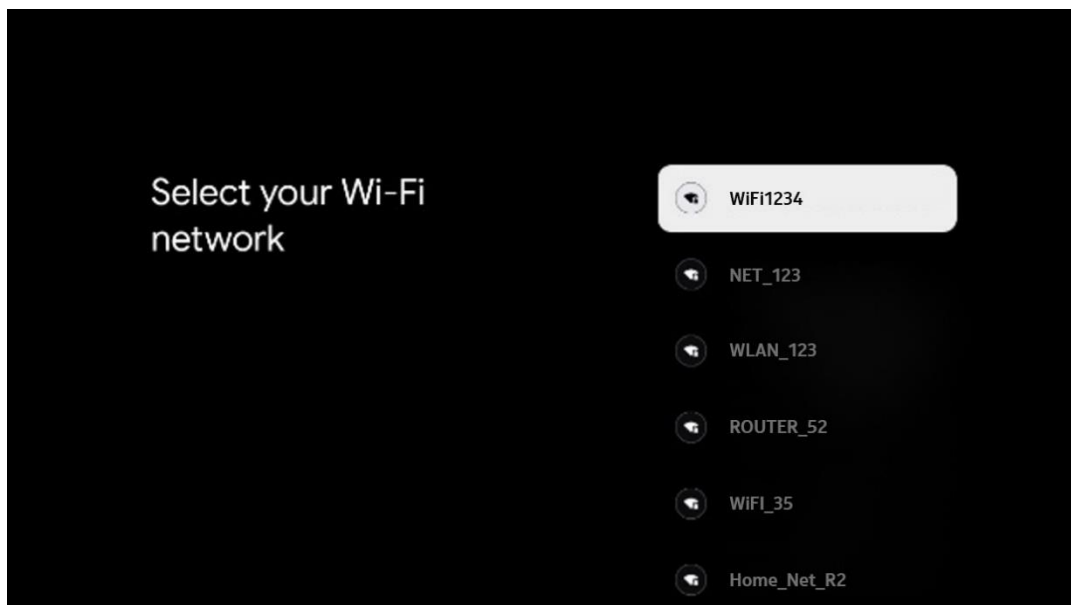 Select your Wi-Fi
network
WiFi1234
NET_123
WLAN_123
ROUTER_52
WiFI_35
Home_Net_R2